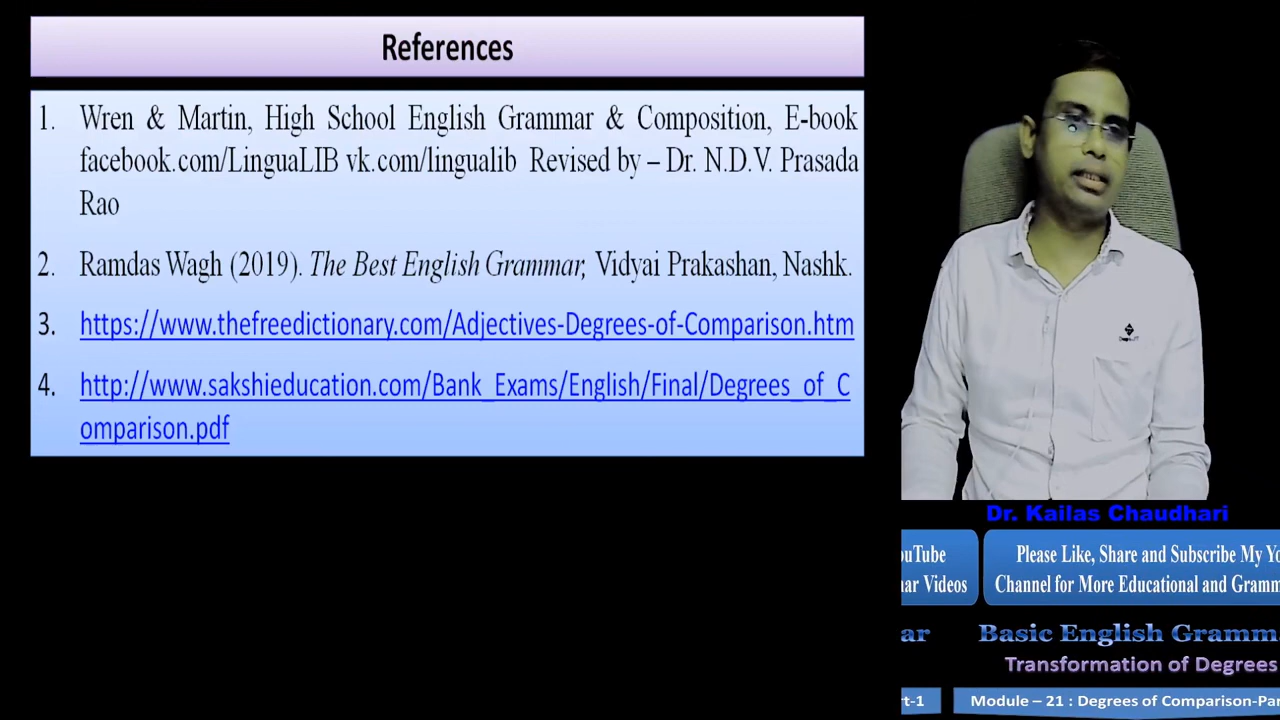 References
1. Wren & Martin, High School English Grammar & Composition, E-book
facebook.com/LinguaLIB vk.com/lingualib Revised by – Dr. N.D.V. Prasada
Rao
2. Ramdas Wagh (2019). The Best English Grammar, Vidyai Prakashan, Nashk.
3. https://www.thefreedictionary.com/Adjectives-Degrees-of-Comparison.htm
4. http://www.sakshieducation.com/Bank_Exams/English/Final/Degrees_of_C
omparison.pdf
Dr. Kailas Chaudhari
ouTube
nar Videos
Please Like, Share and Subscribe My Yo
Channel for More Educational and Gramm
ar
Basic English Gramma
Transformation of Degrees
rt-1
Module – 21 : Degrees of Comparison-Par